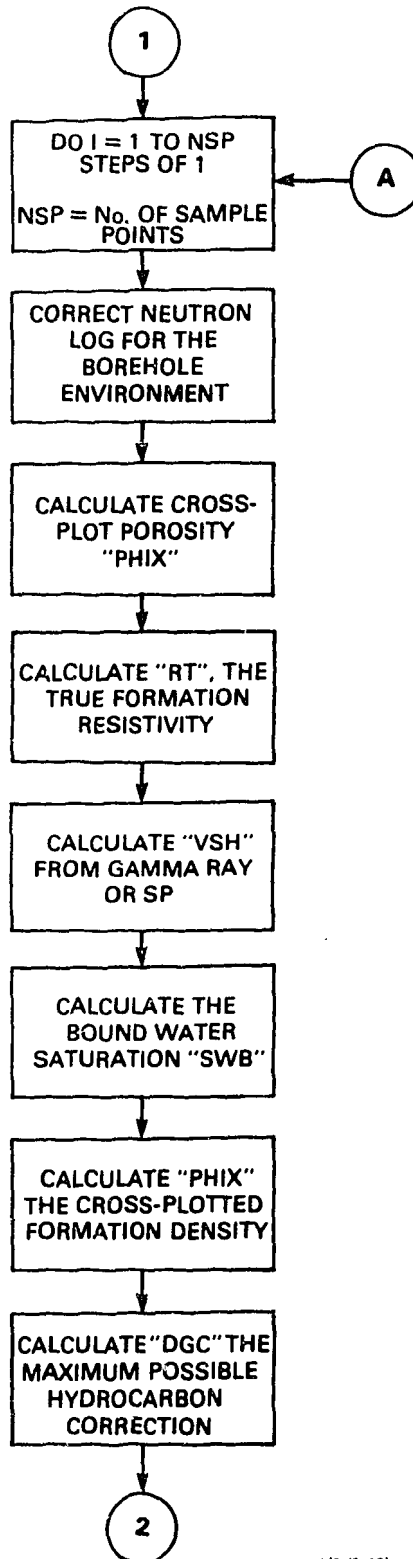 1
DO I = 1 TO NSP
STEPS OF 1
NSP = No. OF SAMPLE
POINTS
A
CORRECT NEUTRON
LOG FOR THE
BOREHOLE
ENVIRONMENT
CALCULATE CROSS-
PLOT POROSITY
"PHIX"
CALCULATE "RT", THE
TRUE FORMATION
RESISTIVITY
CALCULATE "VSH"
FROM GAMMA RAY
OR SP
CALCULATE THE
BOUND WATER
SATURATION "SWB"
CALCULATE "PHIX"
THE CROSS-PLOTTED
FORMATION DENSITY
CALCULATE "DGC" THE
MAXIMUM POSSIBLE
HYDROCARBON
CORRECTION
2